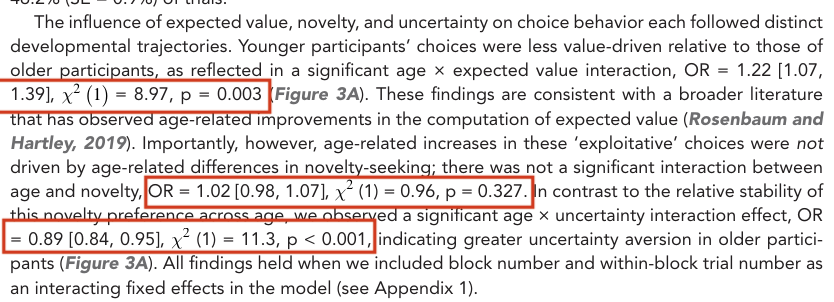 40.2% (SE = 0.9%) of trials.
The influence of expected value, novelty, and uncertainty on choice behavior each followed distinct
developmental trajectories. Younger participants’ choices were less value-driven relative to those of
older participants, as reflected in a significant age × expected value interaction, OR = 1.22 [1.07,
1.39], χ² (1) = 8.97, p = 0.003 (Figure 3A). These findings are consistent with a broader literature
that has observed age-related improvements in the computation of expected value (Rosenbaum and
Hartley, 2019). Importantly, however, age-related increases in these ‘exploitative’ choices were not
driven by age-related differences in novelty-seeking; there was not a significant interaction between
age and novelty, OR = 1.02 [0.98, 1.07], χ² (1) = 0.96, p = 0.327. In contrast to the relative stability of
this novelty preference across age, we observed a significant age × uncertainty interaction effect, OR
= 0.89 [0.84, 0.95], χ² (1) = 11.3, p < 0.001, indicating greater uncertainty aversion in older partici-
pants (Figure 3A). All findings held when we included block number and within-block trial number as
an interacting fixed effects in the model (see Appendix 1).